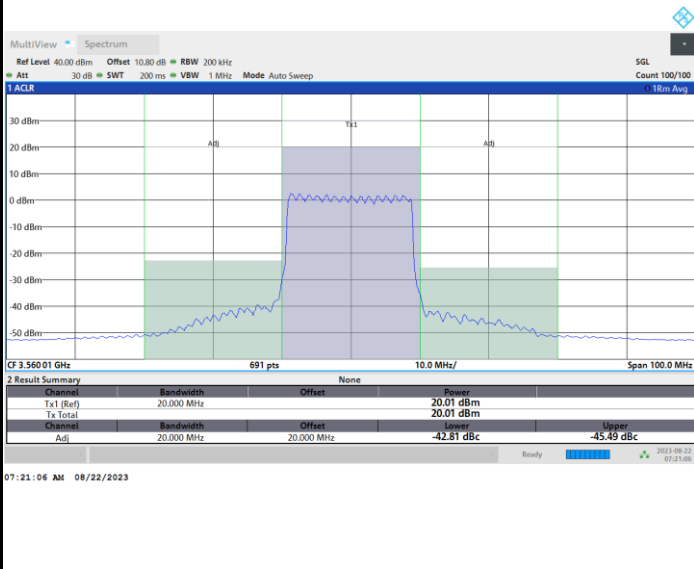 MultiView Spectrum
Ref Level 40.00 dBm Offset 10.80 dB RBW 200 kHz SGL
Att 30 dB SWT 200 ms VBW 1 MHz Mode Auto Sweep Count 100/100
1 ACLR 1Rm Avg
30 dBm
Tx1
20 dBm Adj Adj
10 dBm
0 dBm
-10 dBm
-20 dBm
-30 dBm
-40 dBm
-50 dBm
CF 3.56001 GHz 691 pts 10.0 MHz/ Span 100.0 MHz
2 Result Summary None
Channel Bandwidth Offset Power
Tx1 (Ref) 20.000 MHz 20.01 dBm
Tx Total 20.01 dBm
Channel Bandwidth Offset Lower Upper
Adj 20.000 MHz 20.000 MHz -42.81 dBc -45.49 dBc
Ready 2023-08-22
07:21:06
07:21:06 AM 08/22/2023